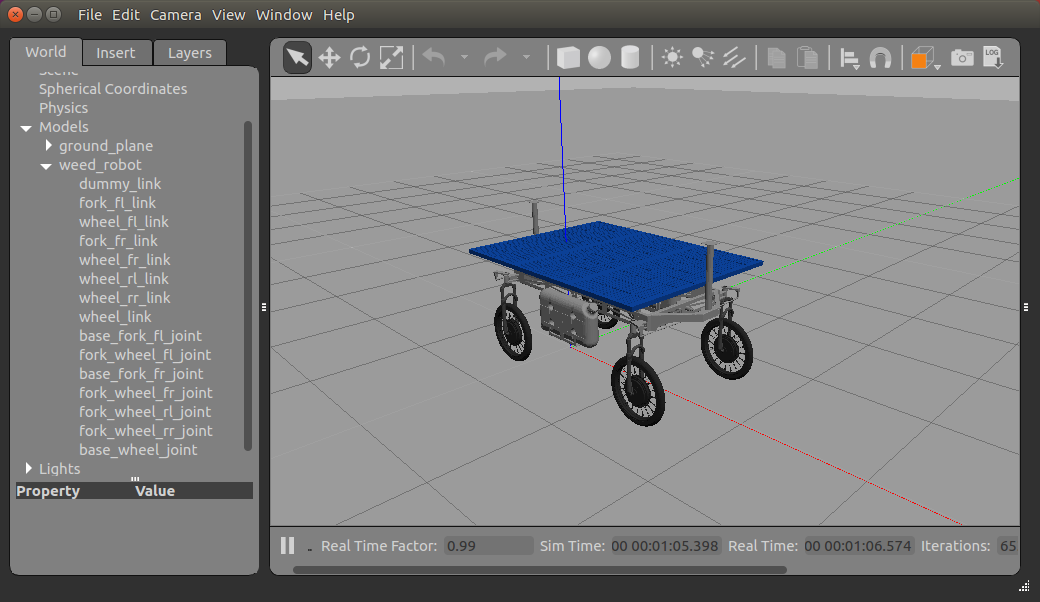 File Edit Camera View Window Help
World Insert Layers
Scene
Spherical Coordinates
Physics
Models
ground_plane
weed_robot
dummy_link
fork_fl_link
wheel_fl_link
fork_fr_link
wheel_fr_link
wheel_rl_link
wheel_rr_link
wheel_link
base_fork_fl_joint
fork_wheel_fl_joint
base_fork_fr_joint
fork_wheel_fr_joint
fork_wheel_rl_joint
fork_wheel_rr_joint
base_wheel_joint
Lights
Property Value
LOG
Real Time Factor: 0.99 Sim Time: 00 00:01:05.398 Real Time: 00 00:01:06.574 Iterations: 65